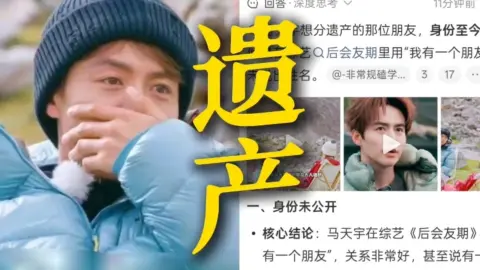 遗产
回答·深度思考
11分钟前
想分遗产的那位朋友，身份至今
后会友期里用“我有一个朋友”
姓名。 @-非常规磕学... 3 17
一、身份未公开
• 核心结论：马天宇在综艺《后会友期》
有一个朋友”，关系非常好，甚至说有一